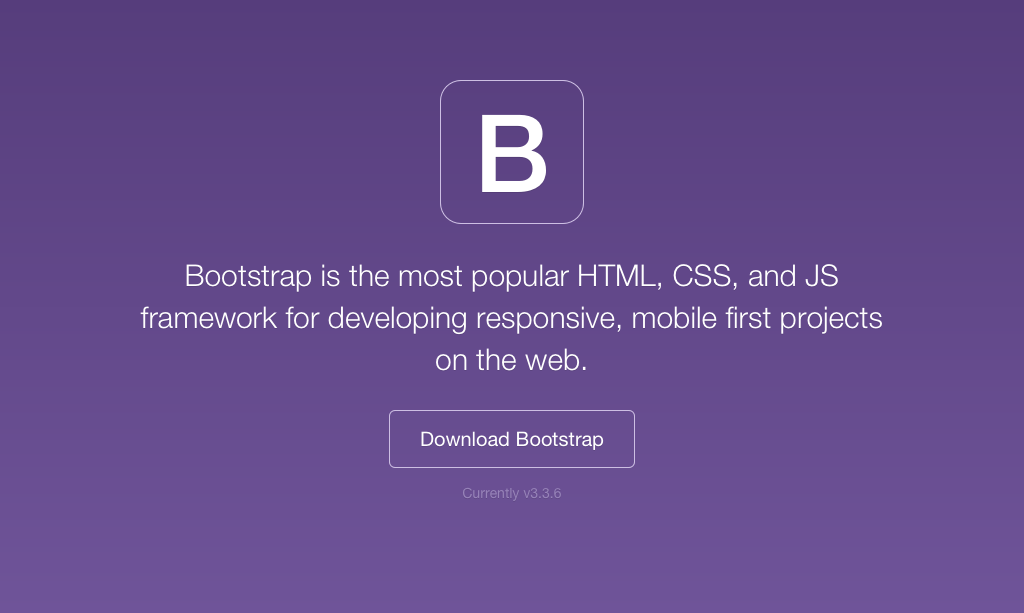 B
Bootstrap is the most popular HTML, CSS, and JS
framework for developing responsive, mobile first projects
on the web.
Download Bootstrap
Currently v3.3.6